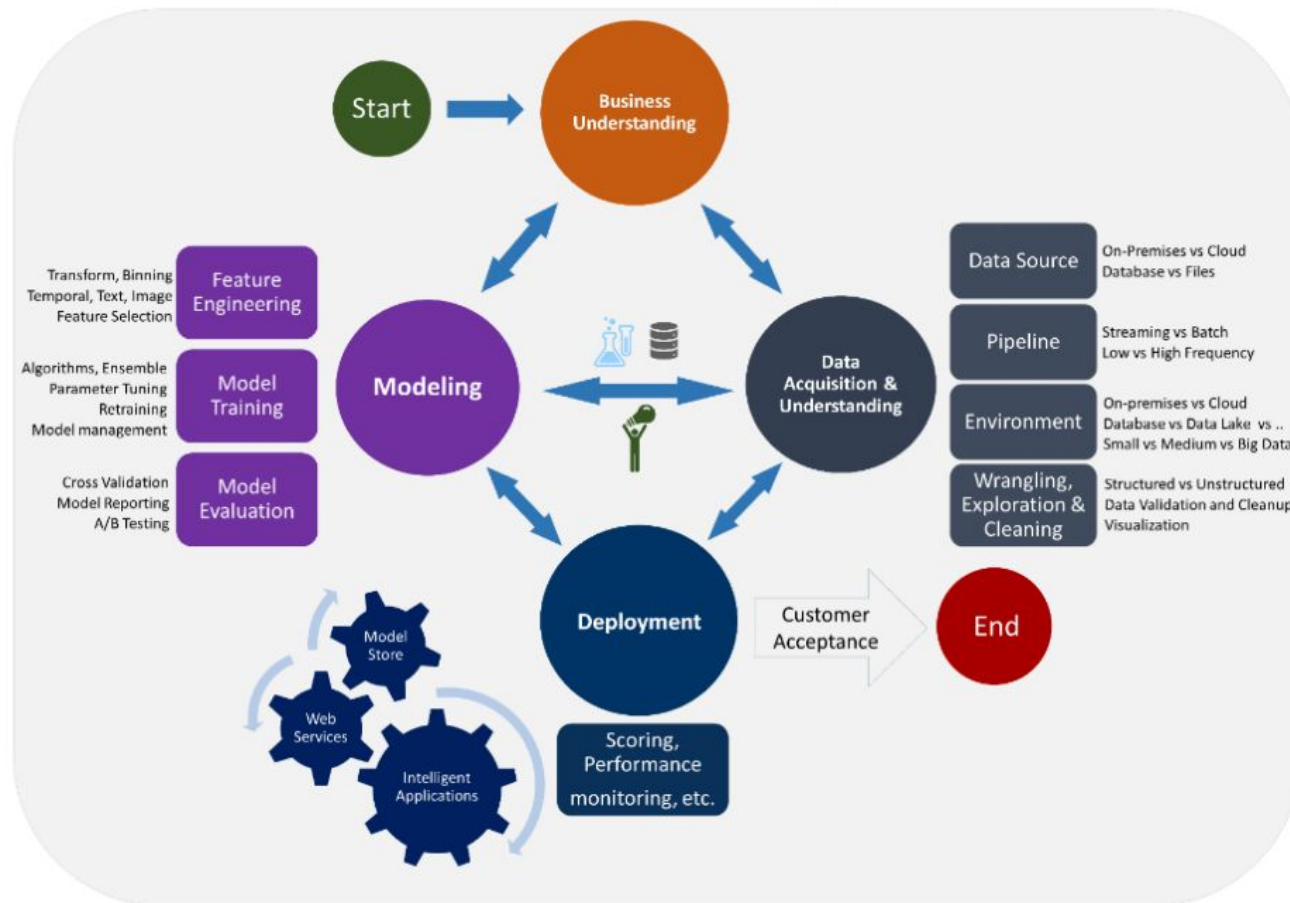 Start
Business
Understanding
Transform, Binning
Temporal, Text, Image
Feature Selection
Feature
Engineering
Algorithms, Ensemble
Parameter Tuning
Retraining
Model management
Model
Training
Cross Validation
Model Reporting
A/B Testing
Model
Evaluation
Modeling
Data
Acquisition &
Understanding
Data Source
On-Premises vs Cloud
Database vs Files
Pipeline
Streaming vs Batch
Low vs High Frequency
Environment
On-premises vs Cloud
Database vs Data Lake vs ..
Small vs Medium vs Big Data
Wrangling,
Exploration &
Cleaning
Structured vs Unstructured
Data Validation and Cleanup
Visualization
Deployment
Customer
Acceptance
End
Model
Store
Web
Services
Intelligent
Applications
Scoring,
Performance
monitoring, etc.